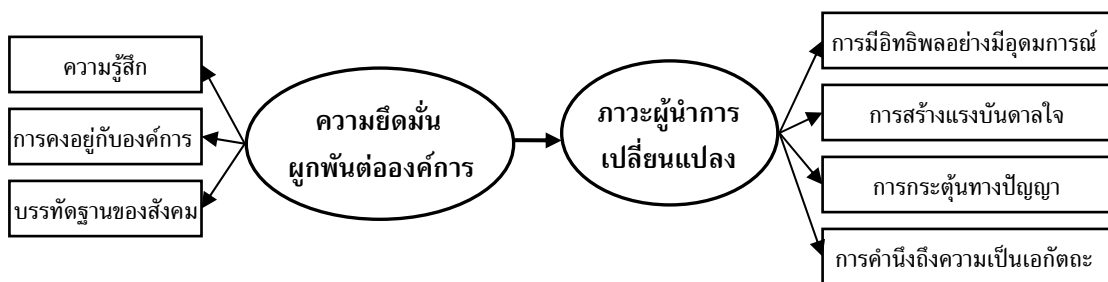 ความรู้สึก
การคงอยู่กับองค์การ
บรรทัดฐานของสังคม
ความยึดมั่น
ผูกพันต่อองค์การ
ภาวะผู้นำการ
เปลี่ยนแปลง
การมีอิทธิพลอย่างมีอุดมการณ์
การสร้างแรงบันดาลใจ
การกระตุ้นทางปัญญา
การคำนึงถึงความเป็นเอกัตถะ